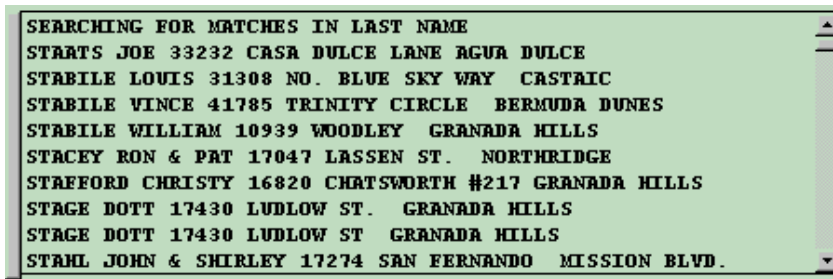 SEARCHING FOR MATCHES IN LAST NAME
STAATS JOE 33232 CASA DULCE LANE AGUA DULCE
STABILE LOUIS 31308 NO. BLUE SKY WAY  CASTAIC
STABILE VINCE 41785 TRINITY CIRCLE  BERMUDA DUNES
STABILE WILLIAM 10939 WOODLEY  GRANADA HILLS
STACEY RON & PAT 17047 LASSEN ST.  NORTHRIDGE
STAFFORD CHRISTY 16820 CHATSWORTH #217 GRANADA HILLS
STAGE DOTT 17430 LUDLOW ST.  GRANADA HILLS
STAGE DOTT 17430 LUDLOW ST  GRANADA HILLS
STAHL JOHN & SHIRLEY 17274 SAN FERNANDO  MISSION BLVD.